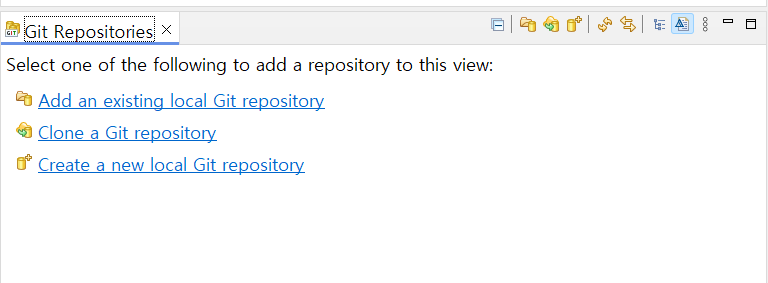 GIT Git Repositories
Select one of the following to add a repository to this view:
Add an existing local Git repository
Clone a Git repository
Create a new local Git repository